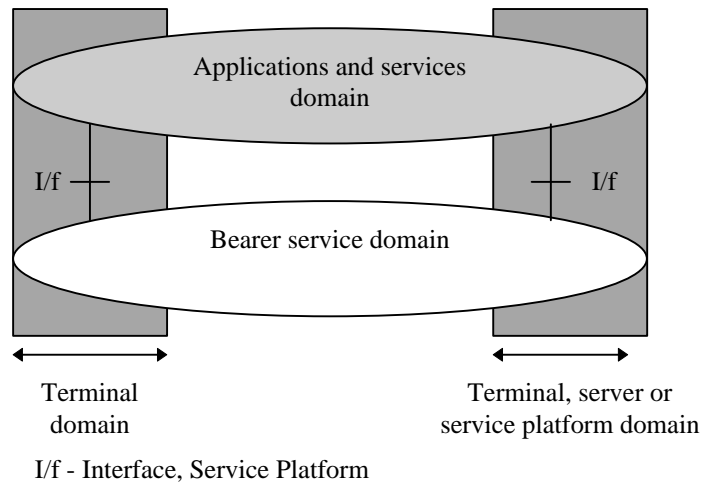 Applications and services
domain
I/f
I/f
Bearer service domain
Terminal
domain
Terminal, server or
service platform domain
I/f - Interface, Service Platform